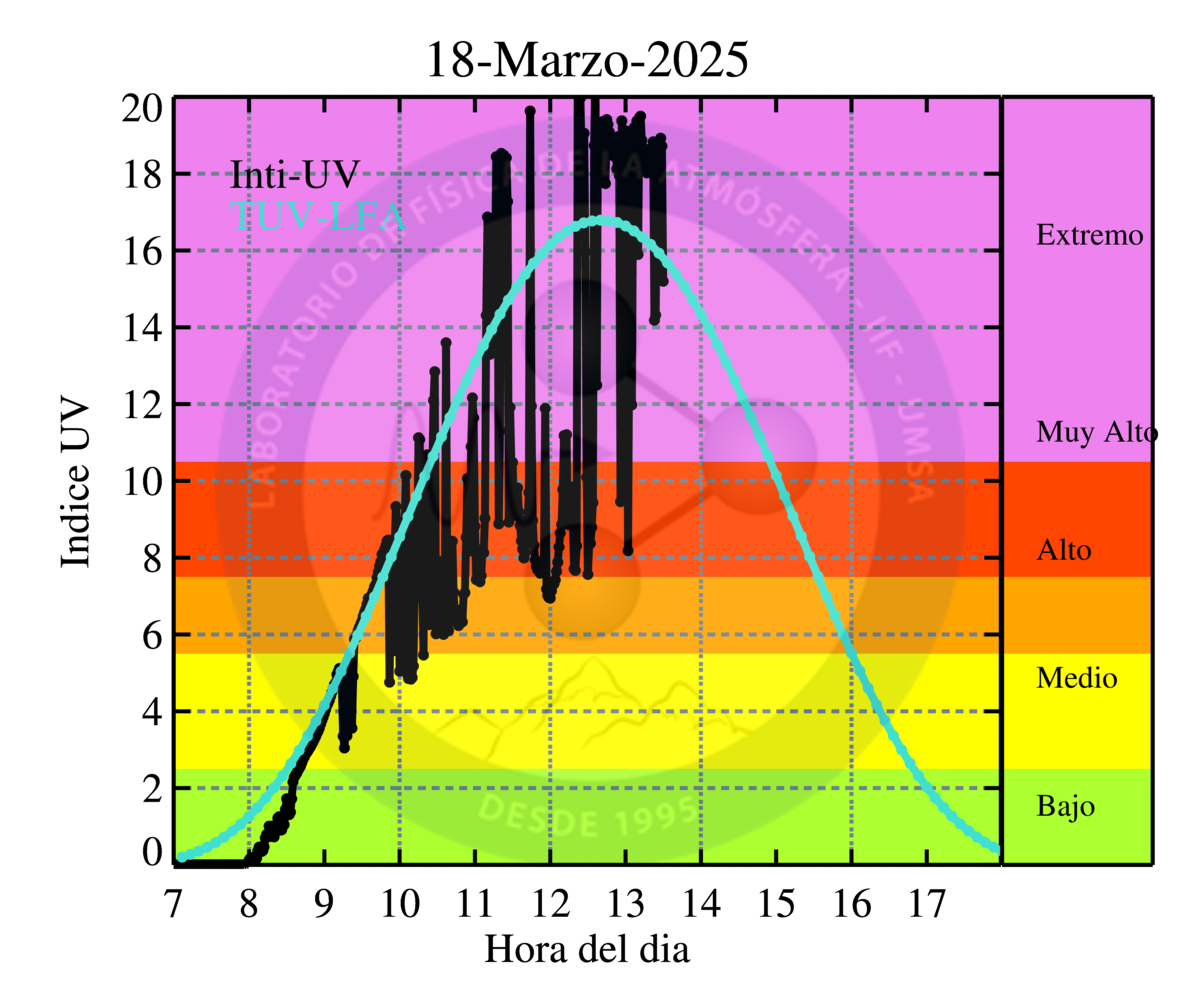 18-Marzo-2025
Indice UV
20
18
16
14
12
10
8
6
4
2
0
Inti-UV
TUV-LFA
LABORATORIO DE FÍSICA DE LA ATMÓSFERA - IIF - UMSA
DESDE 1995
Extremo
Muy Alto
Alto
Medio
Bajo
7 8 9 10 11 12 13 14 15 16 17
Hora del dia